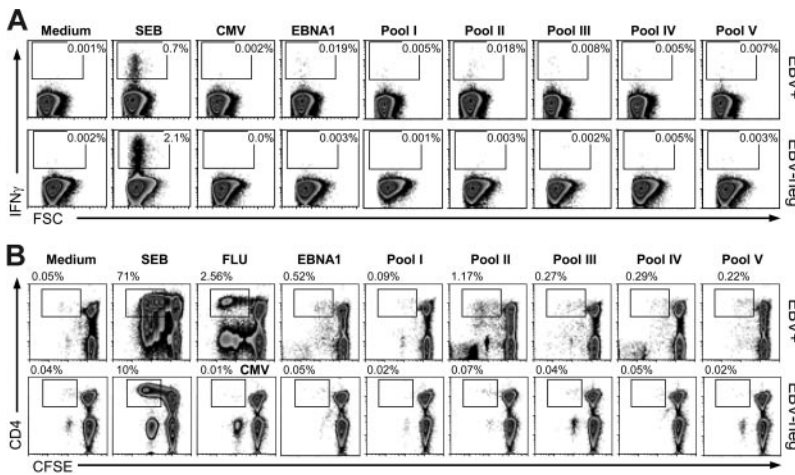 A
Medium SEB CMV EBNA1 Pool I Pool II Pool III Pool IV Pool V
0.001% 0.7% 0.002% 0.019% 0.005% 0.018% 0.008% 0.005% 0.007%
EBV+
0.002% 2.1% 0.0% 0.003% 0.001% 0.003% 0.002% 0.005% 0.003%
EBV-neg
IFNγ
FSC
B
Medium SEB FLU EBNA1 Pool I Pool II Pool III Pool IV Pool V
0.05% 71% 2.56% 0.52% 0.09% 1.17% 0.27% 0.29% 0.22%
EBV+
0.04% 10% 0.01% CMV 0.05% 0.02% 0.07% 0.04% 0.05% 0.02%
EBV-neg
CD4
CFSE